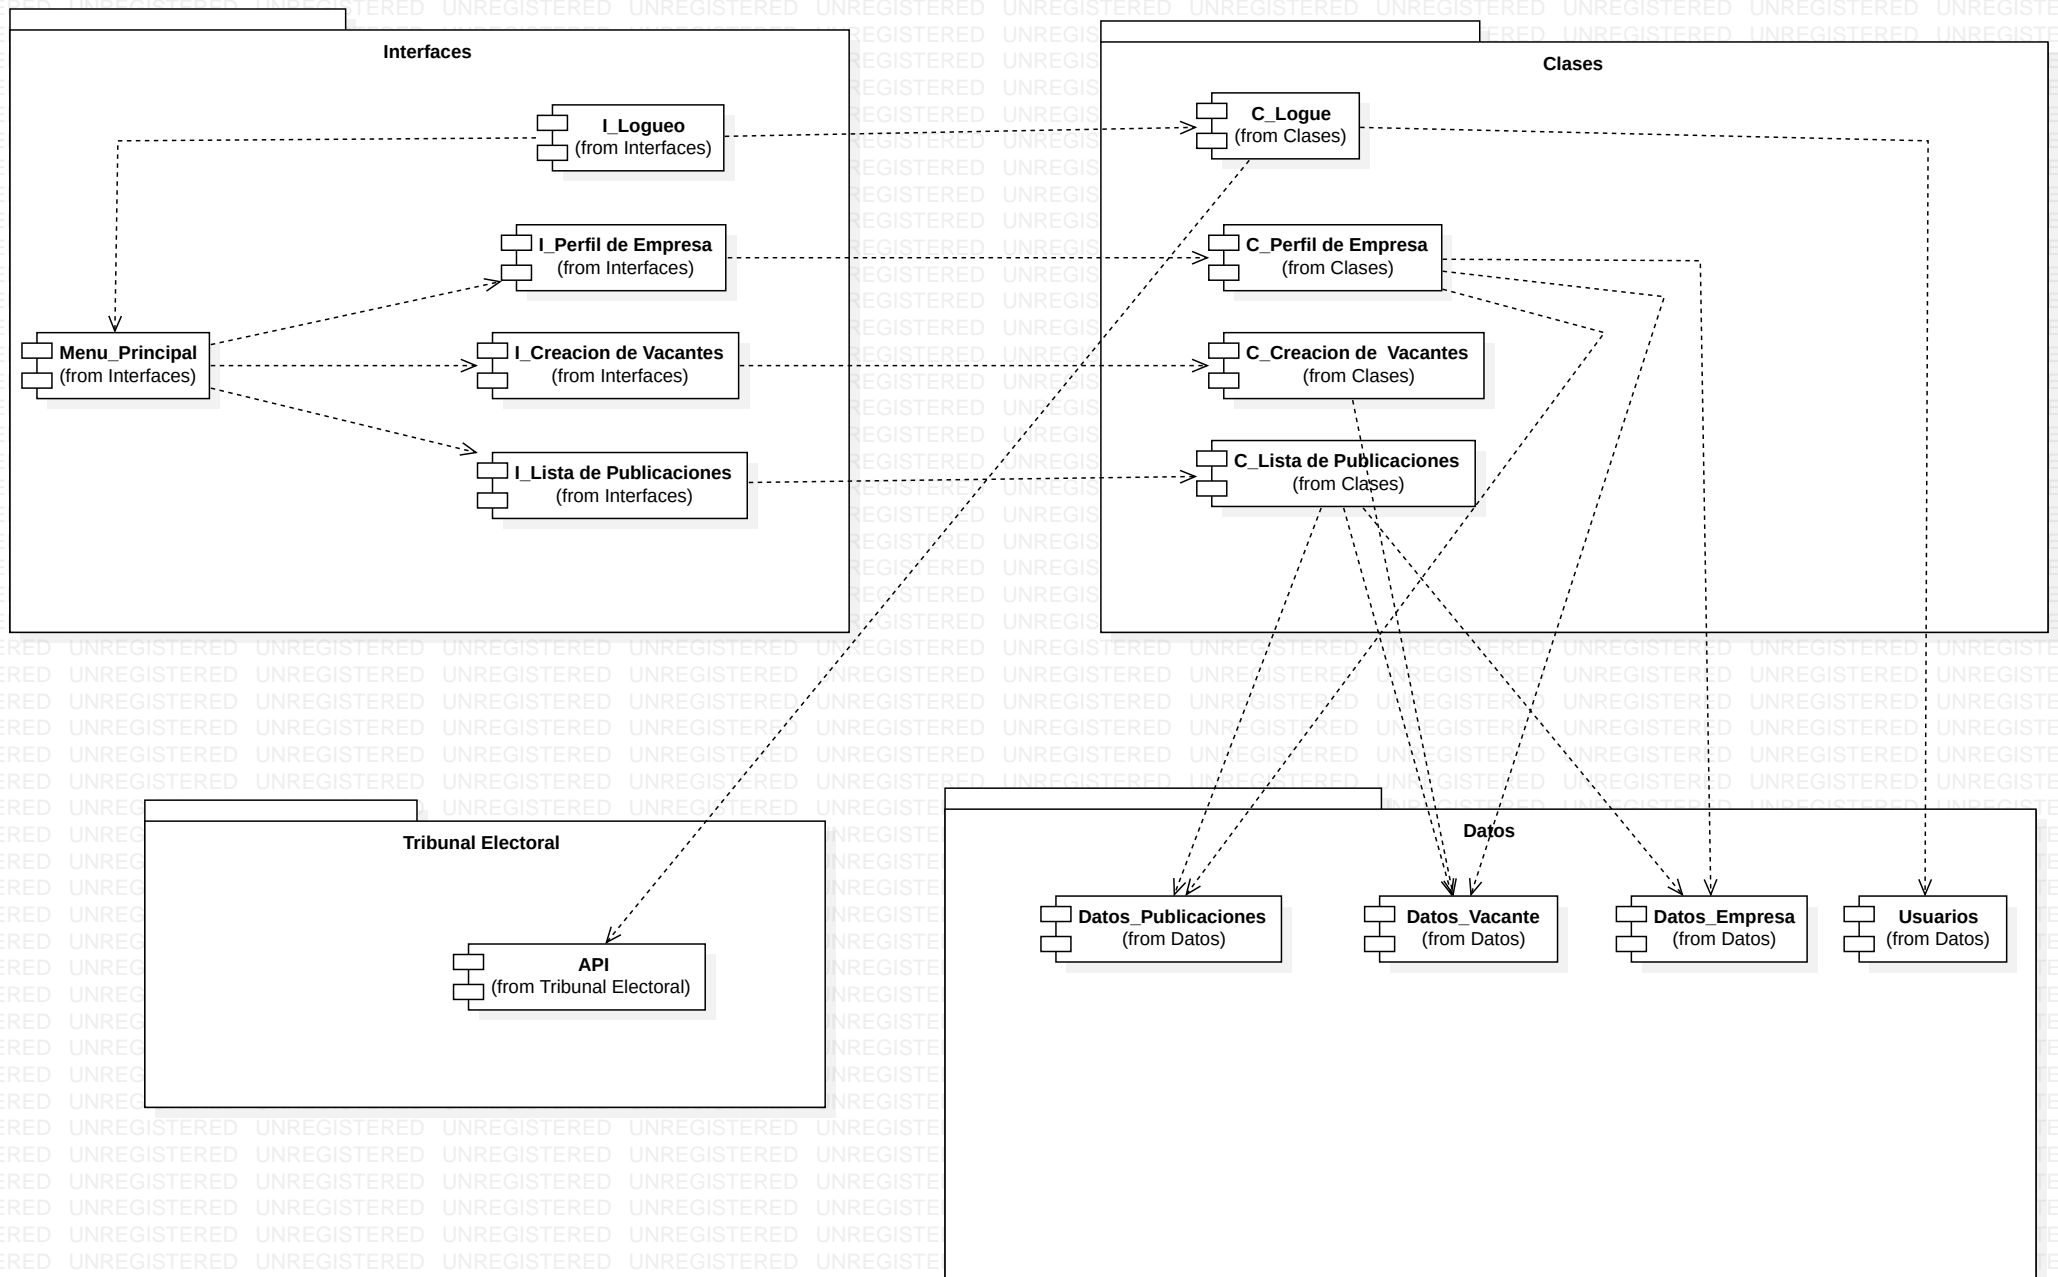 Interfaces
I_Logueo
(from Interfaces)
I_Perfil de Empresa
(from Interfaces)
Menu_Principal
(from Interfaces)
I_Creacion de Vacantes
(from Interfaces)
I_Lista de Publicaciones
(from Interfaces)
Clases
C_Logue
(from Clases)
C_Perfil de Empresa
(from Clases)
C_Creacion de  Vacantes
(from Clases)
C_Lista de Publicaciones
(from Clases)
Tribunal Electoral
API
(from Tribunal Electoral)
Datos
Datos_Publicaciones
(from Datos)
Datos_Vacante
(from Datos)
Datos_Empresa
(from Datos)
Usuarios
(from Datos)
UNREGISTERED